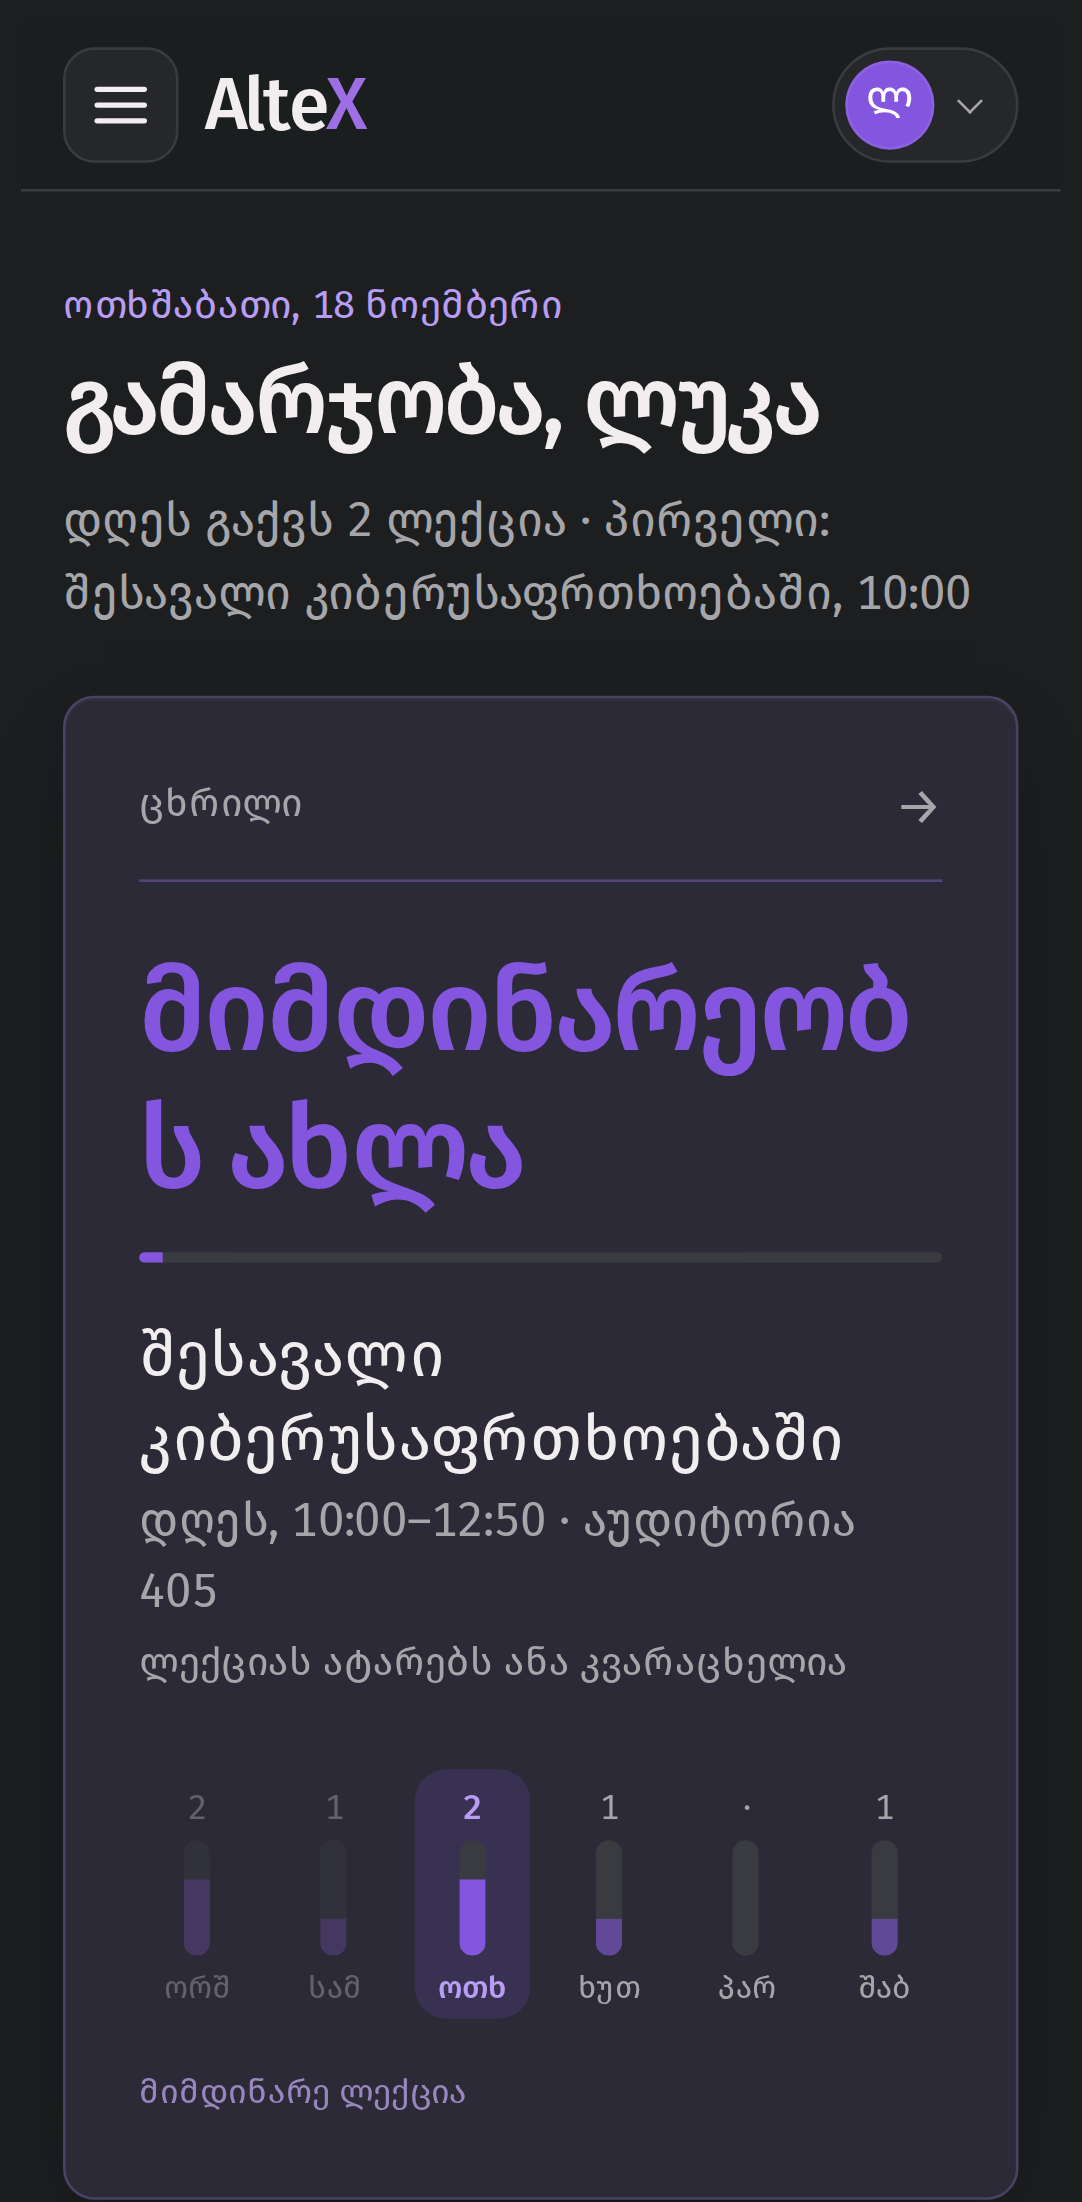 AlteX
ლ
ოთხშაბათი, 18 ნოემბერი
გამარჯობა, ლუკა
დღეს გაქვს 2 ლექცია · პირველი:
შესავალი კიბერუსაფრთხოებაში, 10:00
ცხრილი
მიმდინარეობ
ს ახლა
შესავალი
კიბერუსაფრთხოებაში
დღეს, 10:00–12:50 · აუდიტორია
405
ლექციას ატარებს ანა კვარაცხელია
2 1 2 1 · 1
ორშ სამ ოთხ ხუთ პარ შაბ
მიმდინარე ლექცია